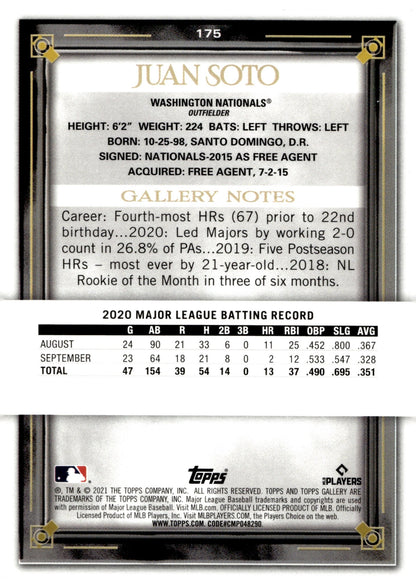 175
JUAN SOTO
WASHINGTON NATIONALS®
OUTFIELDER
HEIGHT: 6'2" WEIGHT: 224 BATS: LEFT THROWS: LEFT
BORN: 10-25-98, SANTO DOMINGO, D.R.
SIGNED: NATIONALS-2015 AS FREE AGENT
ACQUIRED: FREE AGENT, 7-2-15
GALLERY NOTES
Career: Fourth-most HRs (67) prior to 22nd
birthday...2020: Led Majors by working 2-0
count in 26.8% of PAs...2019: Five Postseason
HRs – most ever by 21-year-old...2018: NL
Rookie of the Month in three of six months.
2020 MAJOR LEAGUE BATTING RECORD
G AB R H 2B 3B HR RBI OBP SLG AVG
AUGUST 24 90 21 33 6 0 11 25 .452 .800 .367
SEPTEMBER 23 64 18 21 8 0 2 12 .533 .547 .328
TOTAL 47 154 39 54 14 0 13 37 .490 .695 .351
Topps
PLAYERS
®, TM & © 2021 THE TOPPS COMPANY, INC. ALL RIGHTS RESERVED. TOPPS AND TOPPS GALLERY ARE
TRADEMARKS OF THE TOPPS COMPANY, INC. Major League Baseball trademarks and copyrights are used
with permission of Major League Baseball. Visit MLB.com. OFFICIALLY LICENSED PRODUCT OF MLB. Officially
Licensed Product of MLB Players, Inc. Visit MLBPLAYERS.COM, the Players Choice on the web.
WWW.TOPPS.COM. CODE#CMP048290.